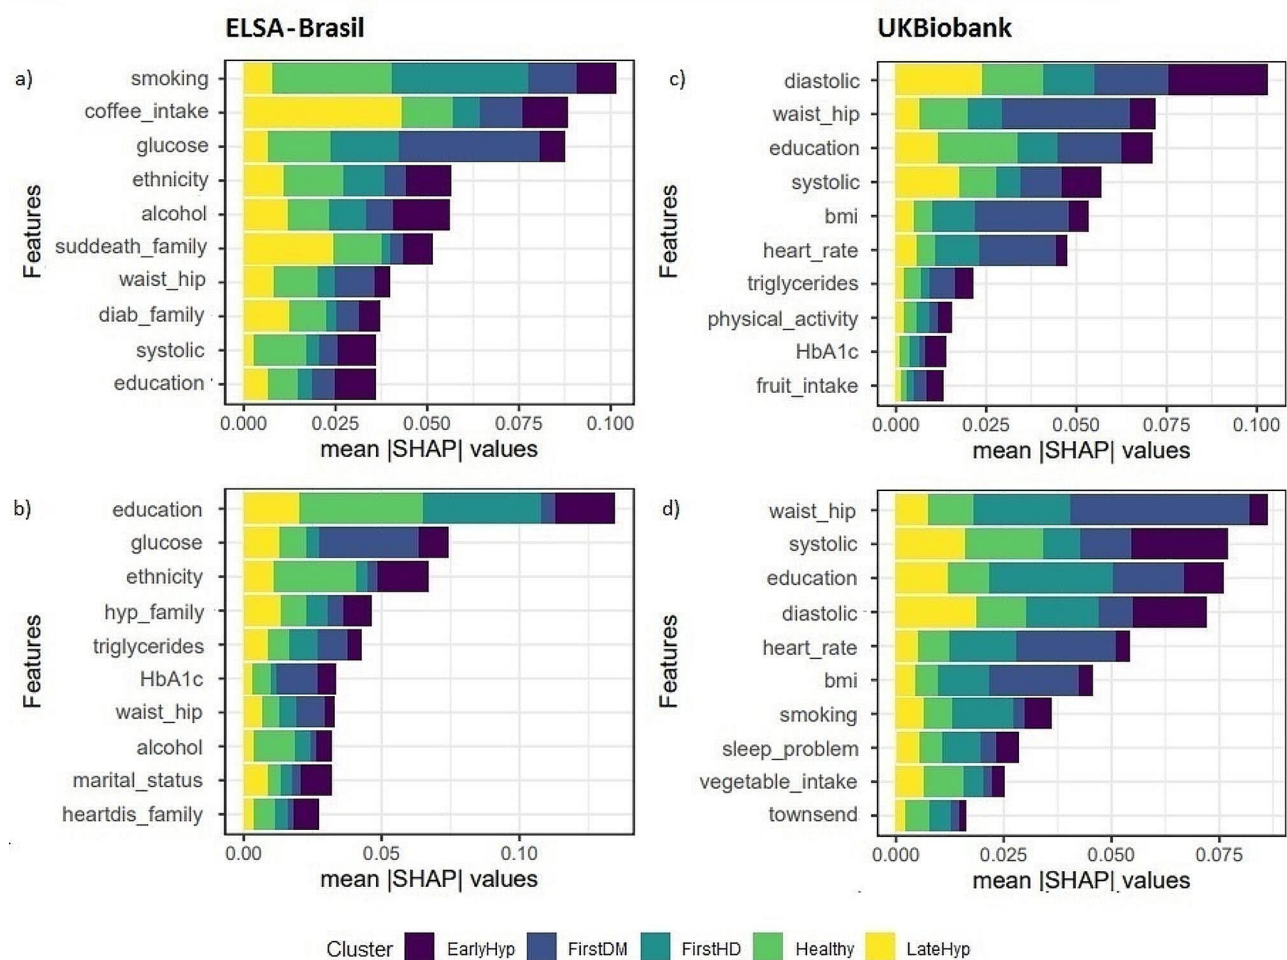 ELSA-Brasil
UKBiobank
a)
Features
smoking
coffee_intake
glucose
ethnicity
alcohol
suddeath_family
waist_hip
diab_family
systolic
education
0.000 0.025 0.050 0.075 0.100
mean |SHAP| values
c)
Features
diastolic
waist_hip
education
systolic
bmi
heart_rate
triglycerides
physical_activity
HbA1c
fruit_intake
0.000 0.025 0.050 0.075 0.100
mean |SHAP| values
b)
Features
education
glucose
ethnicity
hyp_family
triglycerides
HbA1c
waist_hip
alcohol
marital_status
heartdis_family
0.00 0.05 0.10
mean |SHAP| values
d)
Features
waist_hip
systolic
education
diastolic
heart_rate
bmi
smoking
sleep_problem
vegetable_intake
townsend
0.000 0.025 0.050 0.075
mean |SHAP| values
Cluster EarlyHyp FirstDM FirstHD Healthy LateHyp